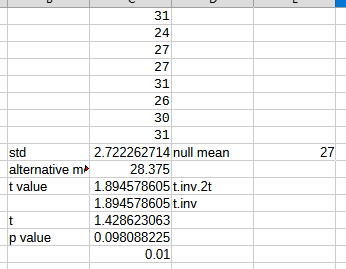 31
24
27
27
31
26
30
31
std 2.722262714 null mean 27
alternative m 28.375
t value 1.894578605 t.inv.2t
1.894578605 t.inv
t 1.428623063
p value 0.098088225
0.01